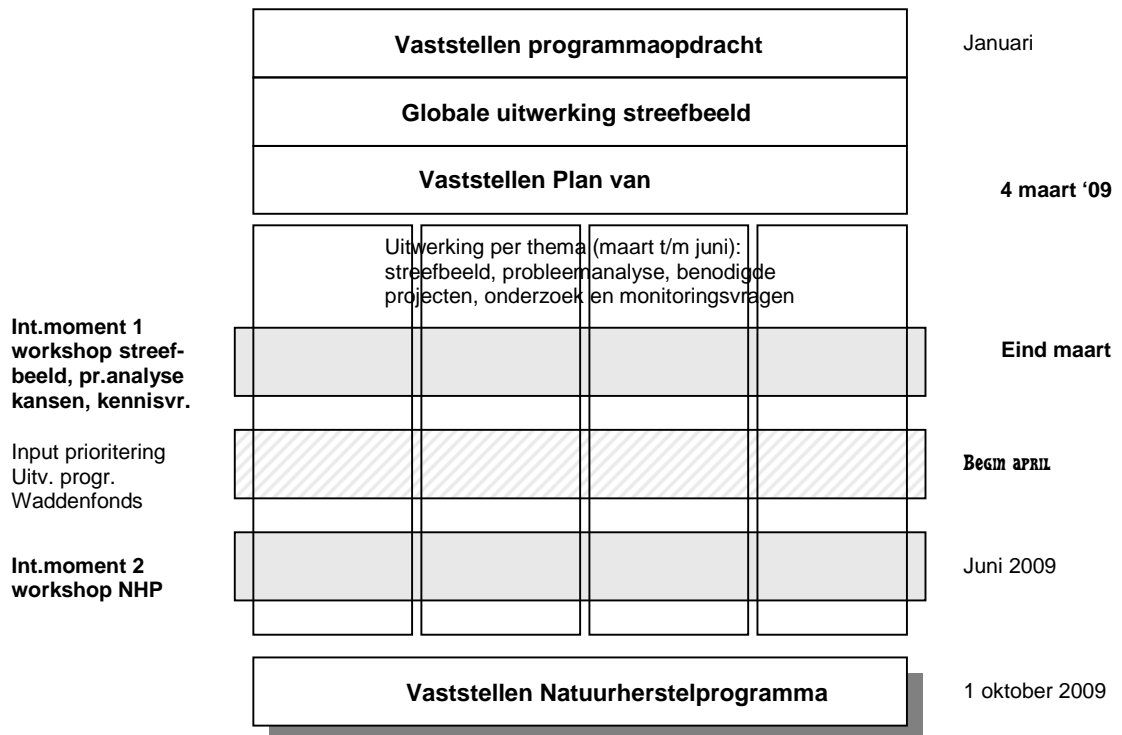 Vaststellen programmaopdracht
Januari
Globale uitwerking streefbeeld
Vaststellen Plan van
4 maart ‘09
Uitwerking per thema (maart t/m juni):
streefbeeld, probleemanalyse, benodigde
projecten, onderzoek en monitoringsvragen
Int.moment 1
workshop streef-
beeld, pr.analyse
kansen, kennisvr.
Eind maart
Input prioritering
Uitv. progr.
Waddenfonds
Begin april
Int.moment 2
workshop NHP
Juni 2009
Vaststellen Natuurherstelprogramma
1 oktober 2009